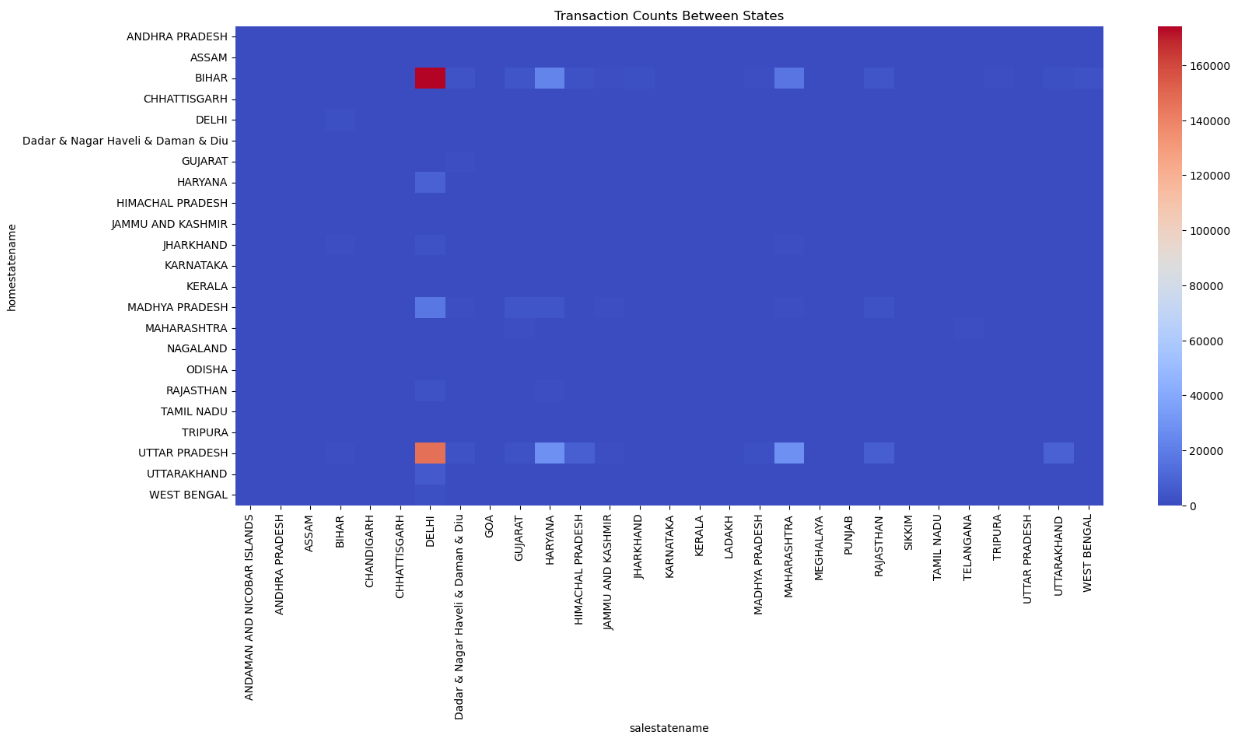 Transaction Counts Between States
homestatename
ANDHRA PRADESH
ASSAM
BIHAR
CHHATTISGARH
DELHI
Dadar & Nagar Haveli & Daman & Diu
GUJARAT
HARYANA
HIMACHAL PRADESH
JAMMU AND KASHMIR
JHARKHAND
KARNATAKA
KERALA
MADHYA PRADESH
MAHARASHTRA
NAGALAND
ODISHA
RAJASTHAN
TAMIL NADU
TRIPURA
UTTAR PRADESH
UTTARAKHAND
WEST BENGAL
ANDAMAN AND NICOBAR ISLANDS
ANDHRA PRADESH
ASSAM
BIHAR
CHANDIGARH
CHHATTISGARH
DELHI
Dadar & Nagar Haveli & Daman & Diu
GOA
GUJARAT
HARYANA
HIMACHAL PRADESH
JAMMU AND KASHMIR
JHARKHAND
KARNATAKA
KERALA
LADAKH
MADHYA PRADESH
MAHARASHTRA
MEGHALAYA
PUNJAB
RAJASTHAN
SIKKIM
TAMIL NADU
TELANGANA
TRIPURA
UTTAR PRADESH
UTTARAKHAND
WEST BENGAL
salestatename
160000
140000
120000
100000
80000
60000
40000
20000
0